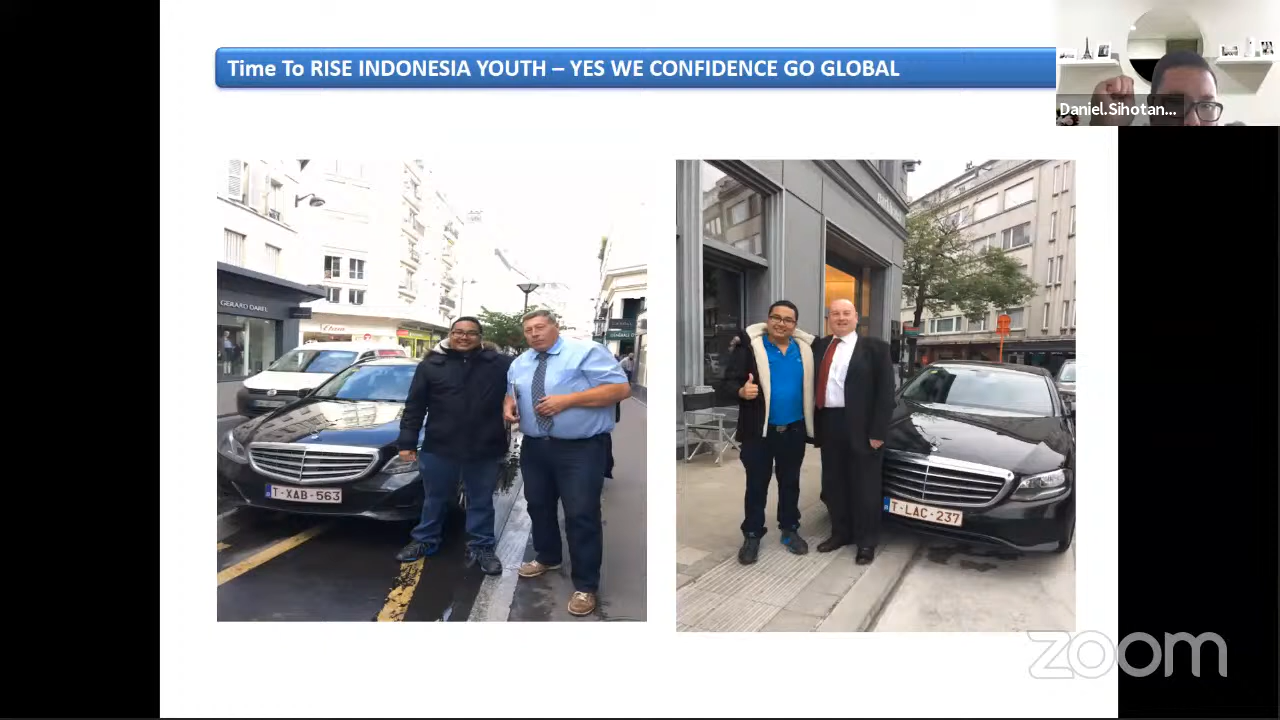 Time To RISE INDONESIA YOUTH – YES WE CONFIDENCE GO GLOBAL
Daniel.Sihotan...
GERARD DAREL
T-XAB-563
T-LAC-237
zoom